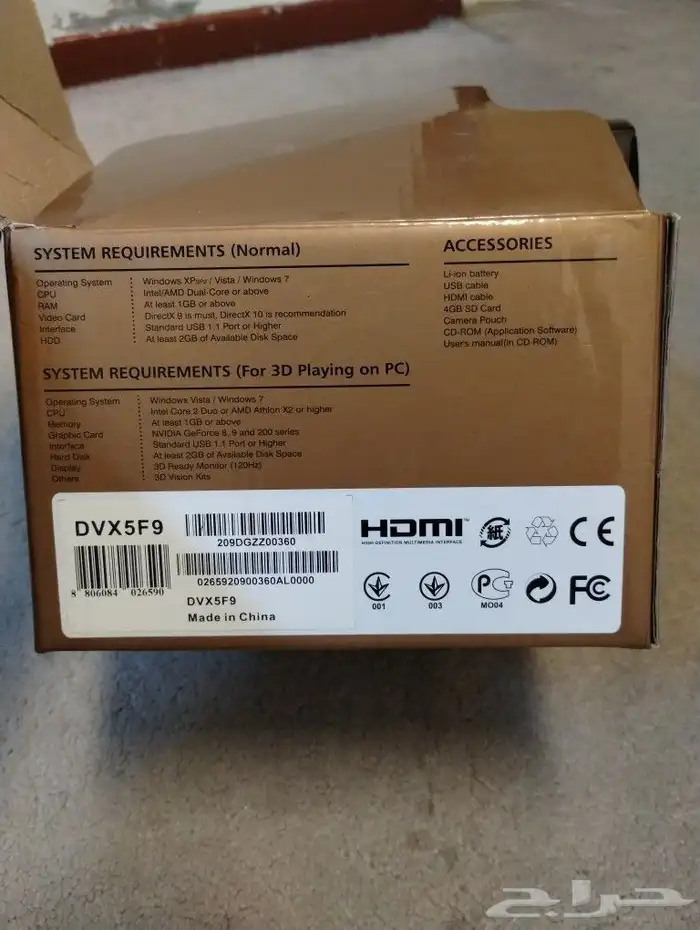 SYSTEM REQUIREMENTS (Normal)
Operating System : Windows XPSP2 / Vista / Windows 7
CPU : Intel/AMD Dual-Core or above
RAM : At least 1GB or above
Video Card : DirectX 9 is must, DirectX 10 is recommendation
Interface : Standard USB 1.1 Port or Higher
HDD : At least 2GB of Available Disk Space
ACCESSORIES
Li-ion battery
USB cable
HDMI cable
4GB SD Card
Camera Pouch
CD-ROM (Application Software)
User's manual(in CD-ROM)
SYSTEM REQUIREMENTS (For 3D Playing on PC)
Operating System : Windows Vista / Windows 7
CPU : Intel Core 2 Duo or AMD Athlon X2 or higher
Memory : At least 1GB or above
Graphic Card : NVIDIA GeForce 8, 9 and 200 series
Interface : Standard USB 1.1 Port or Higher
Hard Disk : At least 2GB of Available Disk Space
Display : 3D Ready Monitor (120Hz)
Others : 3D Vision Kits
DVX5F9
209DGZZ00360
0265920900360AL0000
8 806084 026590
DVX5F9
Made in China
HDMI™
HIGH DEFINITION MULTIMEDIA INTERFACE
紙
CE
001
003
PG
MO04
FC
حراج